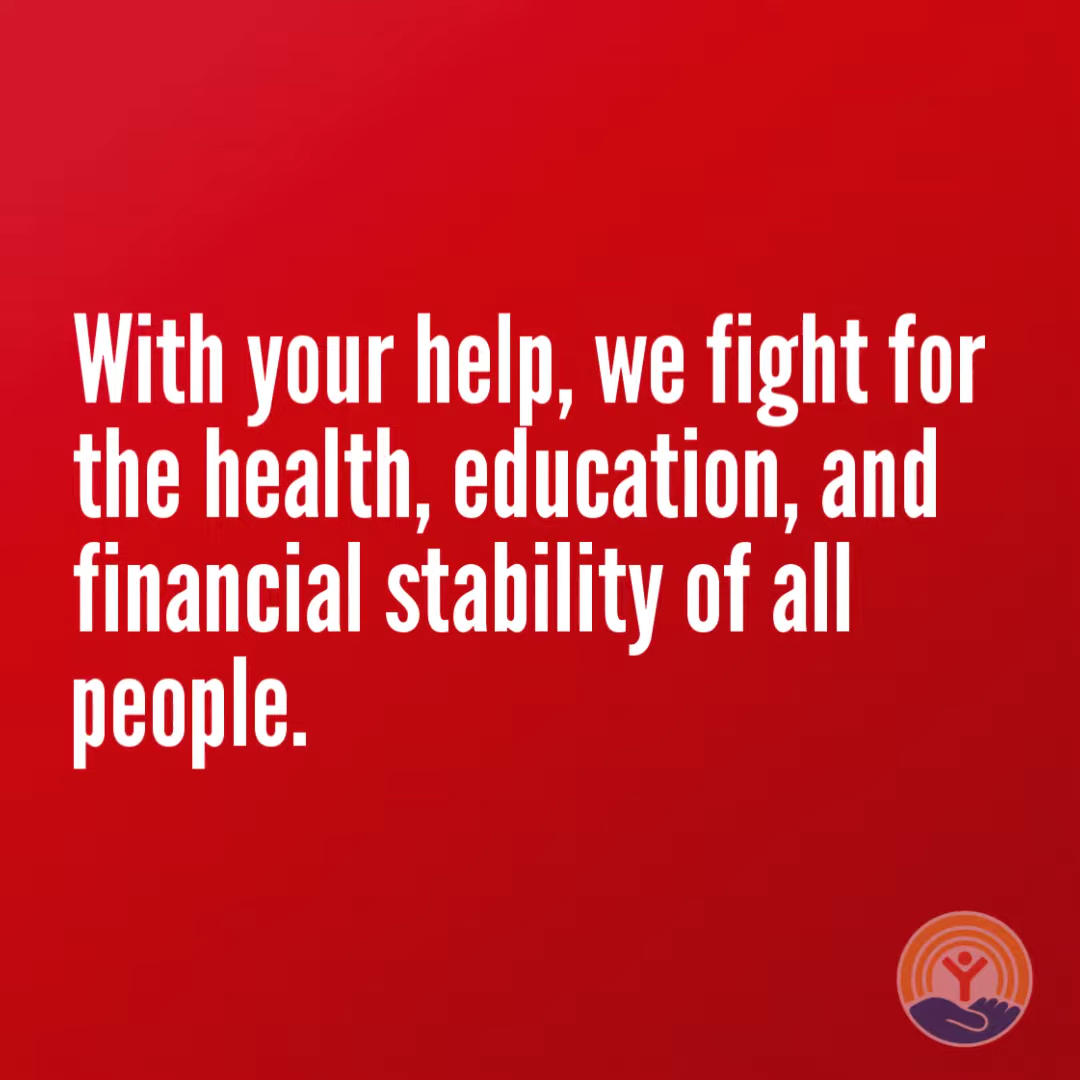 With your help, we fight for
the health, education, and
financial stability of all
people.